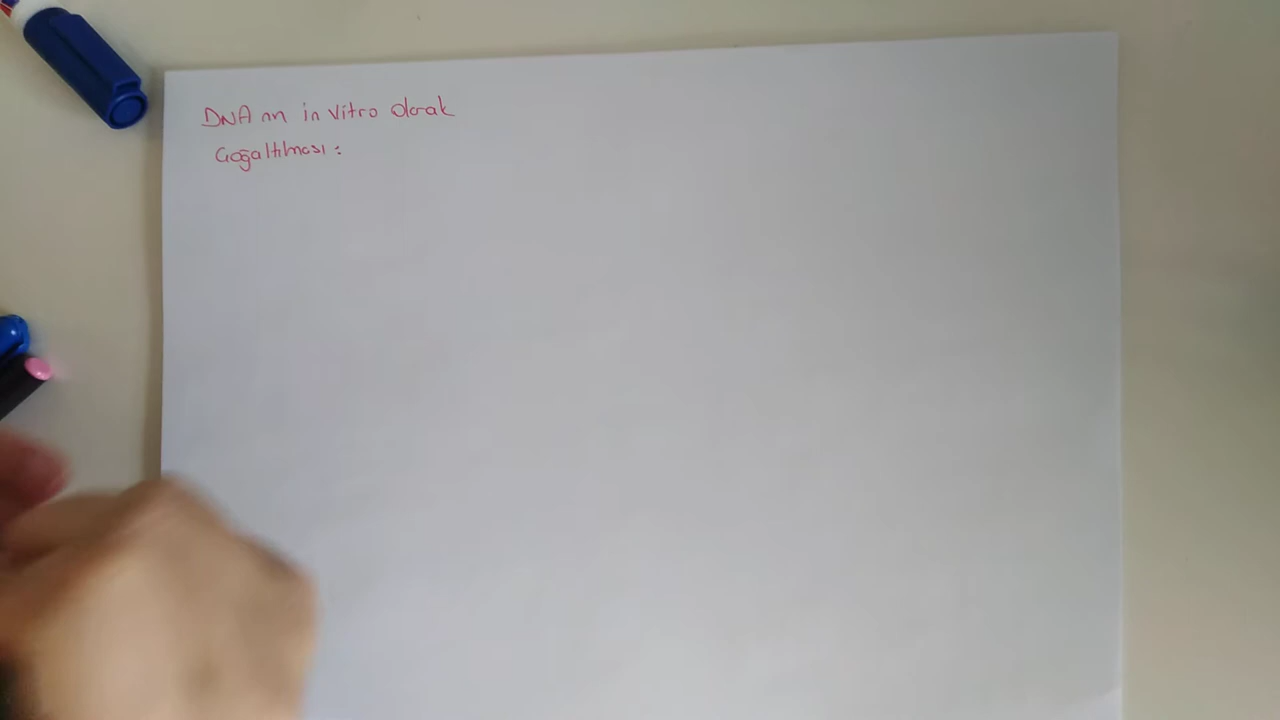 DNA nın in vitro olarak
Çoğaltılması :